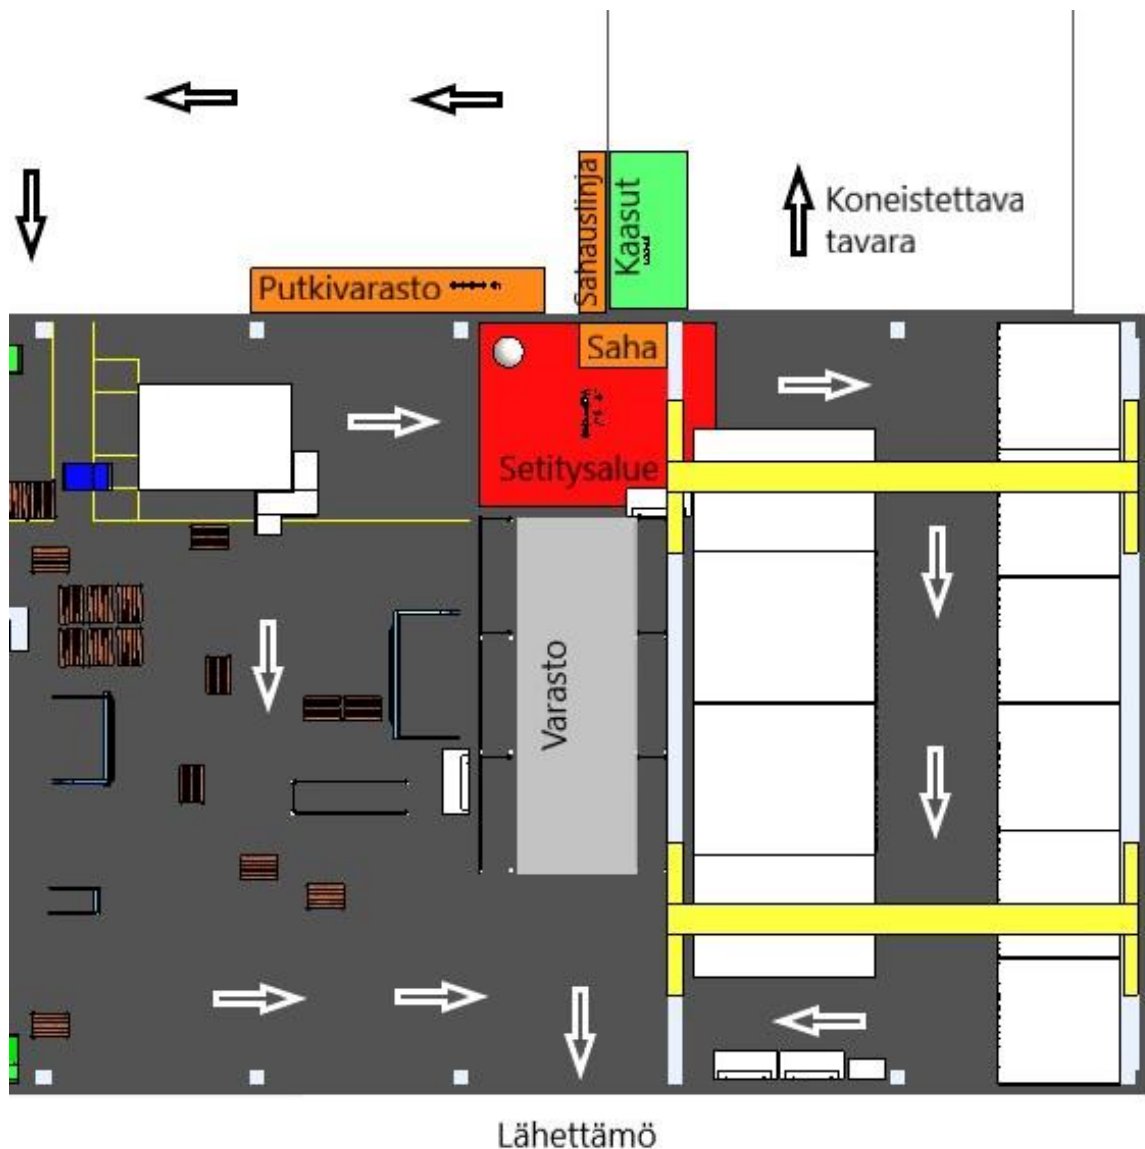 Sahauslinja
Kaasut
Koneistettava
tavara
Putkivarasto
Saha
Setitysalue
Varasto
Lähettämö